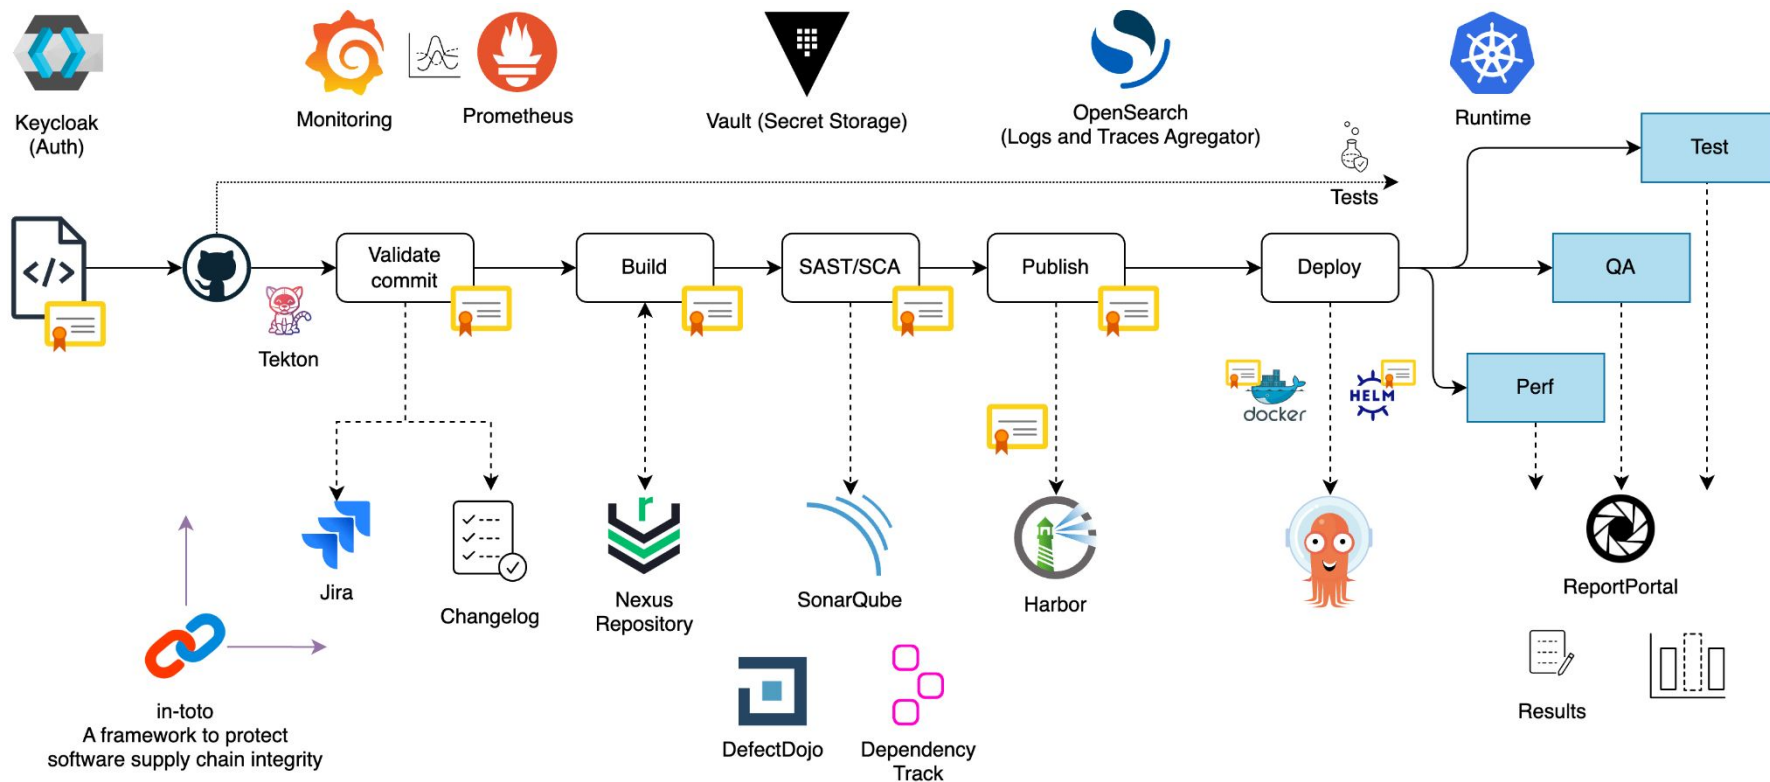 Keycloak
(Auth)
Monitoring
Prometheus
Vault (Secret Storage)
OpenSearch
(Logs and Traces Agregator)
Runtime
Tests
Test
</>
Tekton
Validate
commit
Build
SAST/SCA
Publish
Deploy
QA
Perf
docker
HELM
Jira
Changelog
r
Nexus
Repository
SonarQube
Harbor
ReportPortal
in-toto
A framework to protect
software supply chain integrity
DefectDojo
Dependency
Track
Results